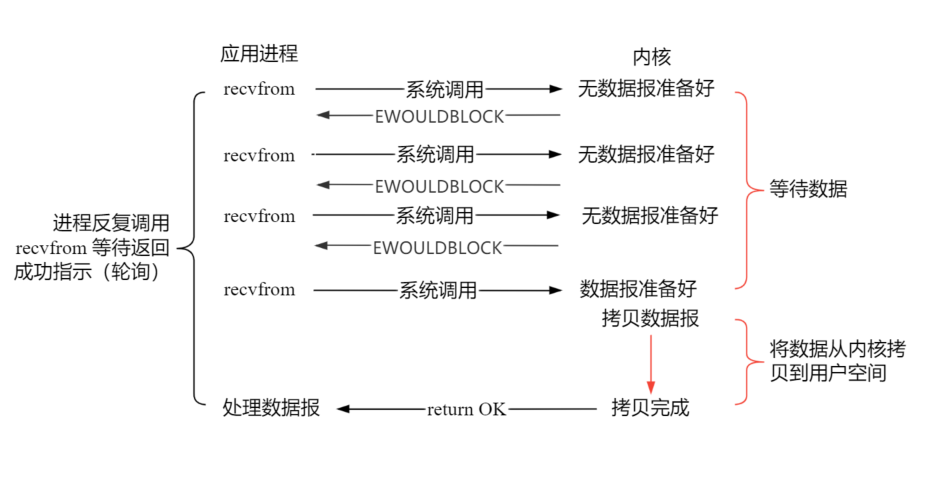 应用进程
内核
recvfrom
系统调用
无数据报准备好
EWOULDBLOCK
recvfrom
系统调用
无数据报准备好
EWOULDBLOCK
等待数据
recvfrom
系统调用
无数据报准备好
进程反复调用
recvfrom 等待返回
成功指示（轮询）
EWOULDBLOCK
recvfrom
系统调用
数据报准备好
拷贝数据报
将数据从内核拷
贝到用户空间
处理数据报
return OK
拷贝完成